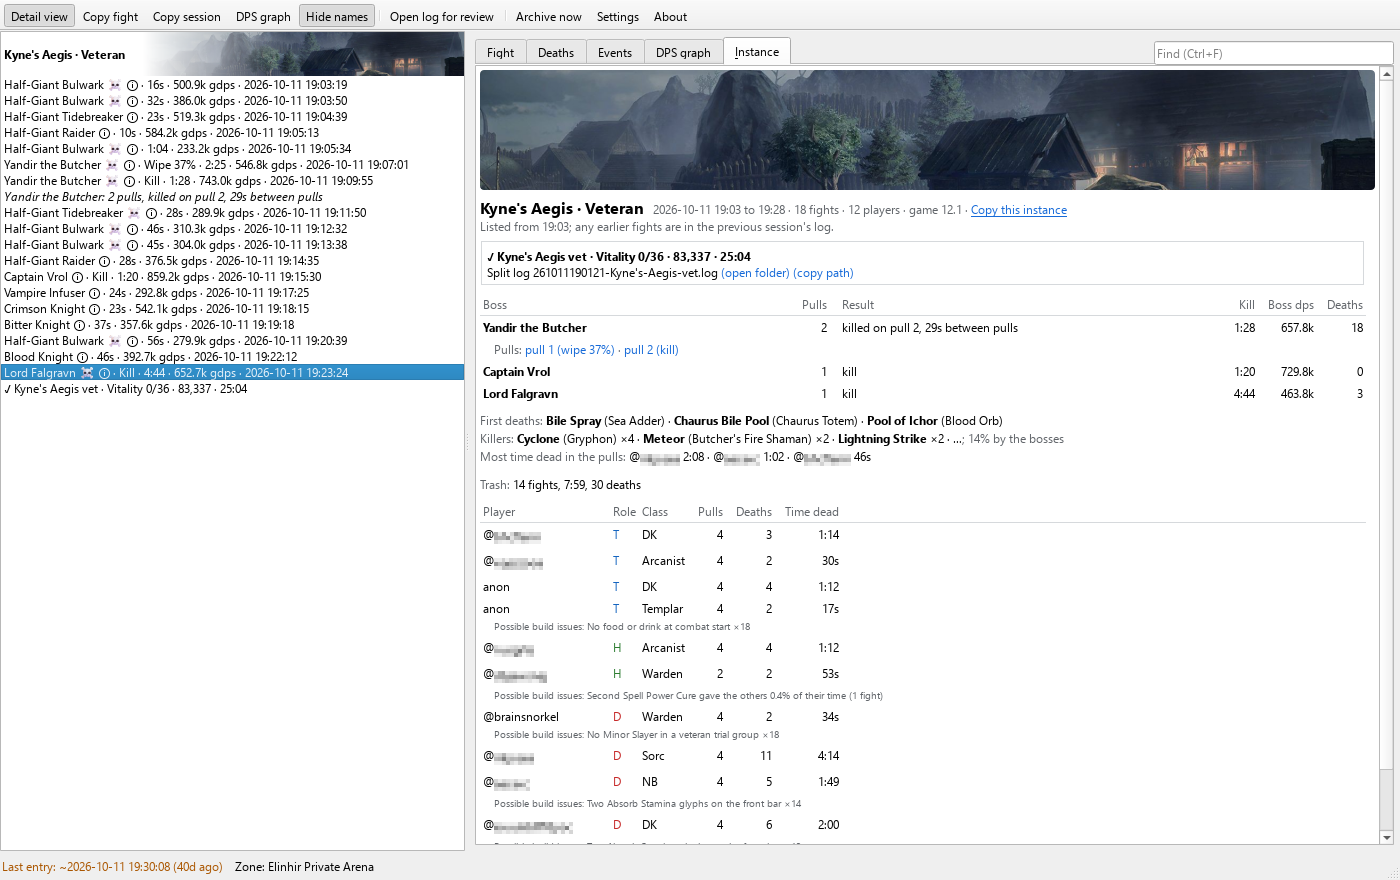 Detail view Copy fight Copy session DPS graph Hide names Open log for review Archive now Settings About
Kyne's Aegis · Veteran
Half-Giant Bulwark ☠ ⓘ · 16s · 500.9k gdps · 2026-10-11 19:03:19
Half-Giant Bulwark ☠ ⓘ · 32s · 386.0k gdps · 2026-10-11 19:03:50
Half-Giant Tidebreaker ⓘ · 23s · 519.3k gdps · 2026-10-11 19:04:39
Half-Giant Raider ⓘ · 10s · 584.2k gdps · 2026-10-11 19:05:13
Half-Giant Bulwark ☠ ⓘ · 1:04 · 233.2k gdps · 2026-10-11 19:05:34
Yandir the Butcher ☠ ⓘ · Wipe 37% · 2:25 · 546.8k gdps · 2026-10-11 19:07:01
Yandir the Butcher ☠ ⓘ · Kill · 1:28 · 743.0k gdps · 2026-10-11 19:09:55
Yandir the Butcher: 2 pulls, killed on pull 2, 29s between pulls
Half-Giant Tidebreaker ☠ ⓘ · 28s · 289.9k gdps · 2026-10-11 19:11:50
Half-Giant Bulwark ☠ ⓘ · 46s · 310.3k gdps · 2026-10-11 19:12:32
Half-Giant Bulwark ☠ ⓘ · 45s · 304.0k gdps · 2026-10-11 19:13:38
Half-Giant Raider ⓘ · 28s · 376.5k gdps · 2026-10-11 19:14:35
Captain Vrol ⓘ · Kill · 1:20 · 859.2k gdps · 2026-10-11 19:15:30
Vampire Infuser ⓘ · 24s · 292.8k gdps · 2026-10-11 19:17:25
Crimson Knight ⓘ · 23s · 542.1k gdps · 2026-10-11 19:18:15
Bitter Knight ⓘ · 37s · 357.6k gdps · 2026-10-11 19:19:18
Half-Giant Bulwark ☠ ⓘ · 56s · 279.9k gdps · 2026-10-11 19:20:39
Blood Knight ⓘ · 46s · 392.7k gdps · 2026-10-11 19:22:12
Lord Falgravn ☠ ⓘ · Kill · 4:44 · 652.7k gdps · 2026-10-11 19:23:24
✓ Kyne's Aegis vet · Vitality 0/36 · 83,337 · 25:04
Fight Deaths Events DPS graph Instance
Find (Ctrl+F)
Kyne's Aegis · Veteran 2026-10-11 19:03 to 19:28 · 18 fights · 12 players · game 12.1 · Copy this instance
Listed from 19:03; any earlier fights are in the previous session's log.
✓ Kyne's Aegis vet · Vitality 0/36 · 83,337 · 25:04
Split log 261011190121-Kyne's-Aegis-vet.log (open folder) (copy path)
Boss Pulls Result Kill Boss dps Deaths
Yandir the Butcher 2 killed on pull 2, 29s between pulls 1:28 657.8k 18
Pulls: pull 1 (wipe 37%) · pull 2 (kill)
Captain Vrol 1 kill 1:20 729.8k 0
Lord Falgravn 1 kill 4:44 463.8k 3
First deaths: Bile Spray (Sea Adder) · Chaurus Bile Pool (Chaurus Totem) · Pool of Ichor (Blood Orb)
Killers: Cyclone (Gryphon) ×4 · Meteor (Butcher's Fire Shaman) ×2 · Lightning Strike ×2 · ...; 14% by the bosses
Most time dead in the pulls: @ 2:08 · @ 1:02 · @ 46s
Trash: 14 fights, 7:59, 30 deaths
Player Role Class Pulls Deaths Time dead
@ T DK 4 3 1:14
@ T Arcanist 4 2 30s
anon T DK 4 4 1:12
anon T Templar 4 2 17s
Possible build issues: No food or drink at combat start ×18
@ H Arcanist 4 4 1:12
@ H Warden 2 2 53s
Possible build issues: Second Spell Power Cure gave the others 0.4% of their time (1 fight)
@brainsnorkel D Warden 4 2 34s
Possible build issues: No Minor Slayer in a veteran trial group ×18
@ D Sorc 4 11 4:14
@ D NB 4 5 1:49
Possible build issues: Two Absorb Stamina glyphs on the front bar ×14
@ D DK 4 6 2:00
Last entry: ~2026-10-11 19:30:08 (40d ago) Zone: Elinhir Private Arena